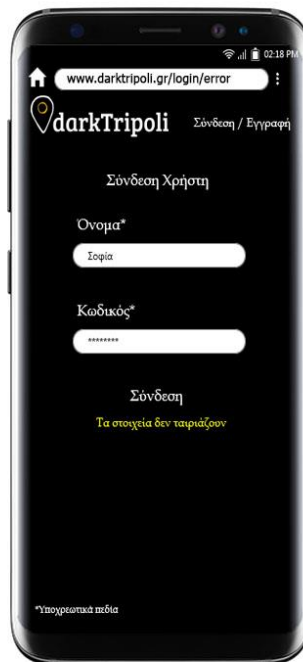 02:18 PM
www.darktripoli.gr/login/error
darkTripoli
Σύνδεση / Εγγραφή
Σύνδεση Χρήστη
Όνομα*
Σοφία
Κωδικός*
********
Σύνδεση
Τα στοιχεία δεν ταιριάζουν
*Υποχρεωτικά πεδία